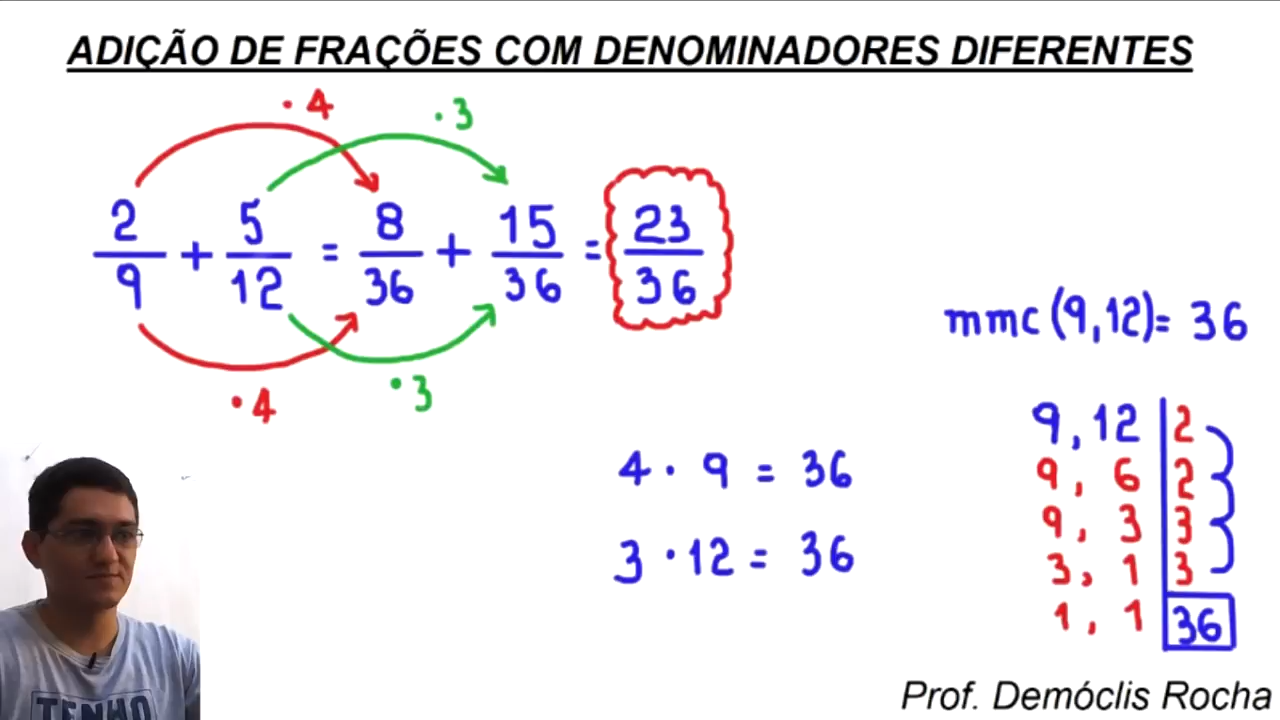 ADIÇÃO DE FRAÇÕES COM DENOMINADORES DIFERENTES
· 4 · 3
2/9 + 5/12 = 8/36 + 15/36 = 23/36
· 4 · 3
mmc (9,12)= 36
9, 12 | 2
9, 6 | 2
9, 3 | 3
3, 1 | 3
1, 1 | 36
4 · 9 = 36
3 · 12 = 36
TENHO
Prof. Demóclis Rocha